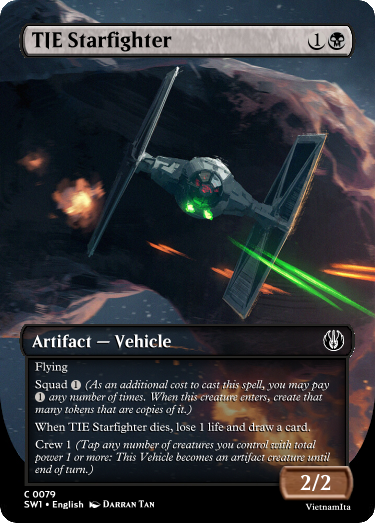 TIE Starfighter 1
Artifact — Vehicle
Flying
Squad 1 (As an additional cost to cast this spell, you may pay
1 any number of times. When this creature enters, create that
many tokens that are copies of it.)
When TIE Starfighter dies, lose 1 life and draw a card.
Crew 1 (Tap any number of creatures you control with total
power 1 or more: This Vehicle becomes an artifact creature until
end of turn.)
2/2
C 0079
SW1 • English DARRAN TAN
VietnamIta